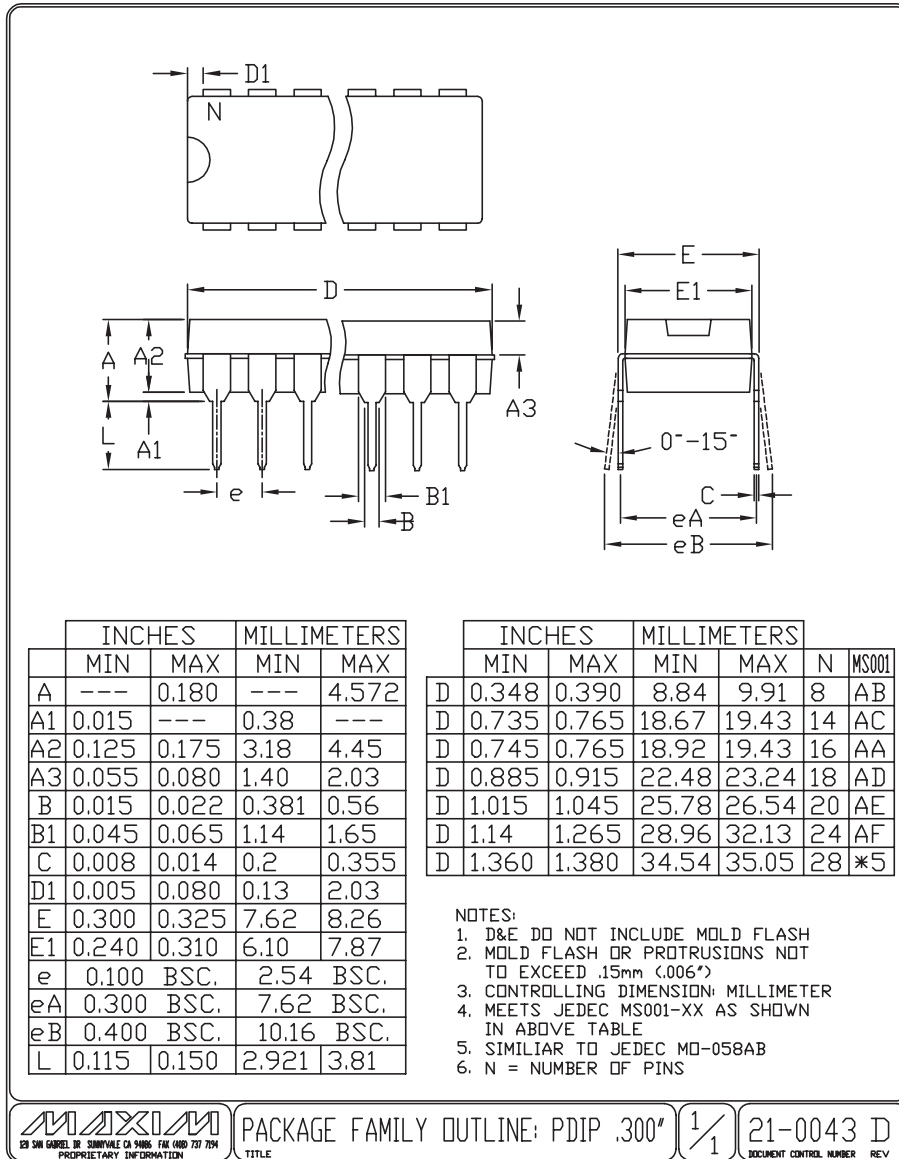 D1
N
E
E1
D
A
A2
A3
L
A1
0°-15°
e
B1
B
C
eA
eB
INCHES MILLIMETERS
MIN MAX MIN MAX
A --- 0.180 --- 4.572
A1 0.015 --- 0.38 ---
A2 0.125 0.175 3.18 4.45
A3 0.055 0.080 1.40 2.03
B 0.015 0.022 0.381 0.56
B1 0.045 0.065 1.14 1.65
C 0.008 0.014 0.2 0.355
D1 0.005 0.080 0.13 2.03
E 0.300 0.325 7.62 8.26
E1 0.240 0.310 6.10 7.87
e 0.100 BSC. 2.54 BSC.
eA 0.300 BSC. 7.62 BSC.
eB 0.400 BSC. 10.16 BSC.
L 0.115 0.150 2.921 3.81
INCHES MILLIMETERS
MIN MAX MIN MAX N MS001
D 0.348 0.390 8.84 9.91 8 AB
D 0.735 0.765 18.67 19.43 14 AC
D 0.745 0.765 18.92 19.43 16 AA
D 0.885 0.915 22.48 23.24 18 AD
D 1.015 1.045 25.78 26.54 20 AE
D 1.14 1.265 28.96 32.13 24 AF
D 1.360 1.380 34.54 35.05 28 *5
NOTES:
1. D&E DO NOT INCLUDE MOLD FLASH
2. MOLD FLASH OR PROTRUSIONS NOT
TO EXCEED .15mm (.006")
3. CONTROLLING DIMENSION: MILLIMETER
4. MEETS JEDEC MS001-XX AS SHOWN
IN ABOVE TABLE
5. SIMILIAR TO JEDEC MO-058AB
6. N = NUMBER OF PINS
MAXIM
120 SAN GABRIEL DR SUNNYVALE CA 94086 FAX (408) 737 7194
PROPRIETARY INFORMATION
PACKAGE FAMILY OUTLINE: PDIP .300"
TITLE
1/1
21-0043 D
DOCUMENT CONTROL NUMBER REV